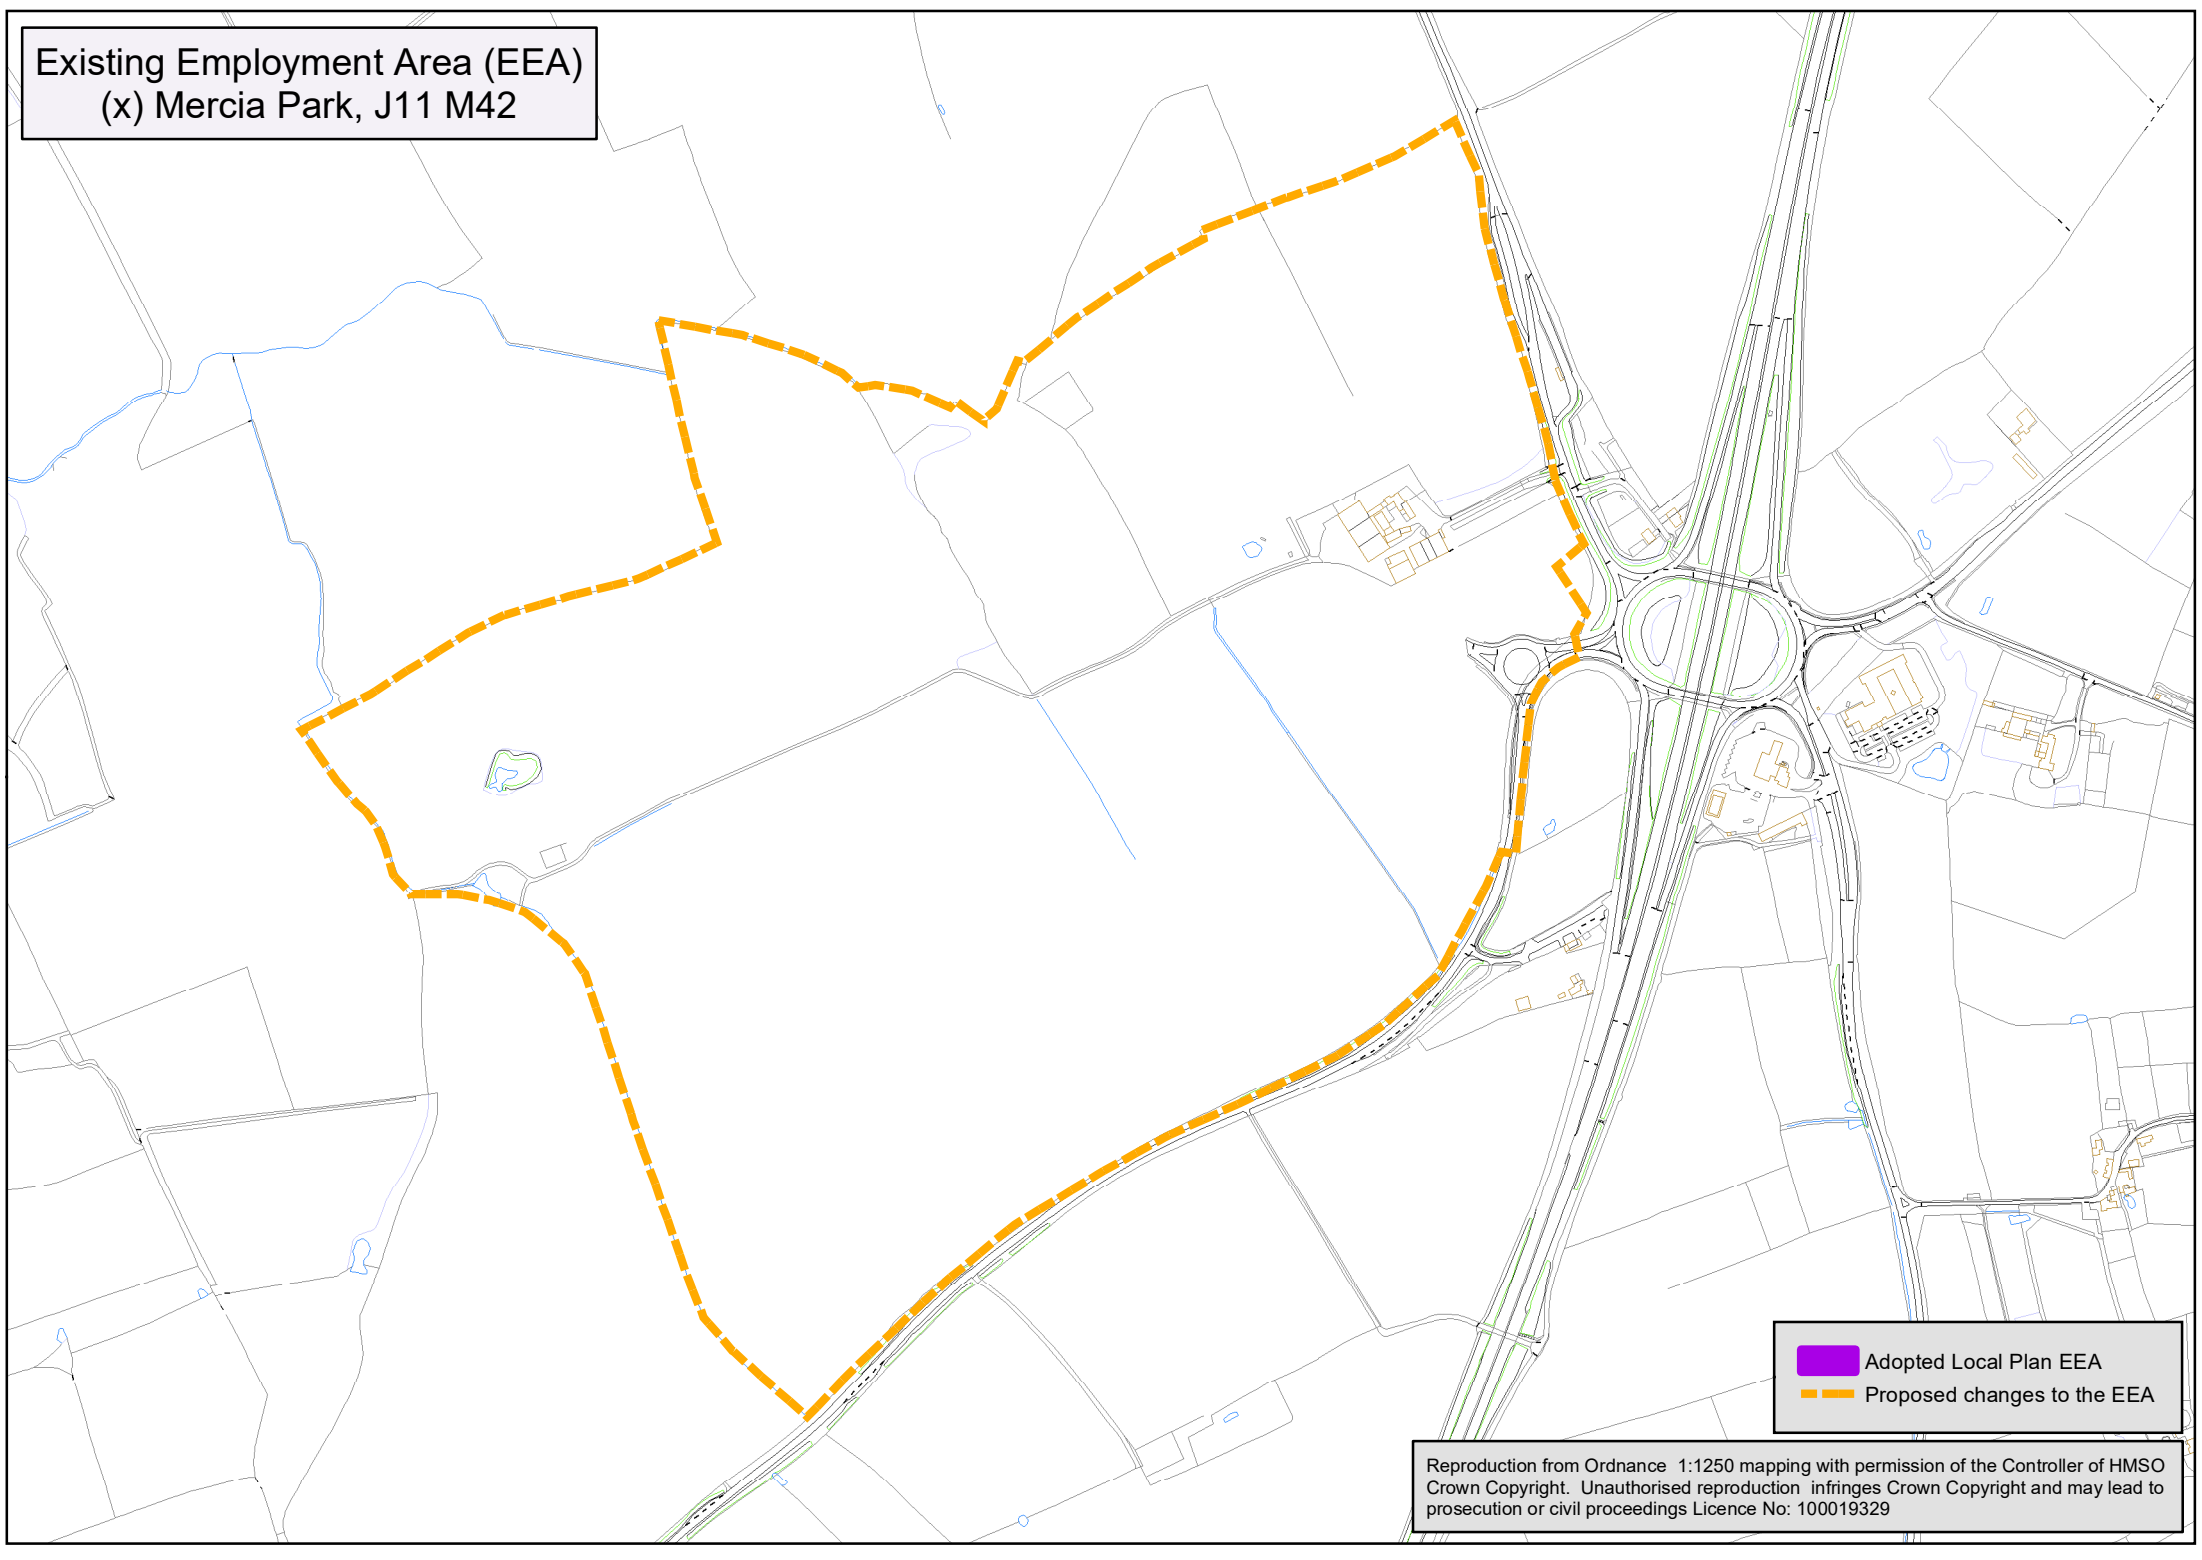 Existing Employment Area (EEA)
(x) Mercia Park, J11 M42
Adopted Local Plan EEA
Proposed changes to the EEA
Reproduction from Ordnance 1:1250 mapping with permission of the Controller of HMSO
Crown Copyright. Unauthorised reproduction infringes Crown Copyright and may lead to
prosecution or civil proceedings Licence No: 100019329